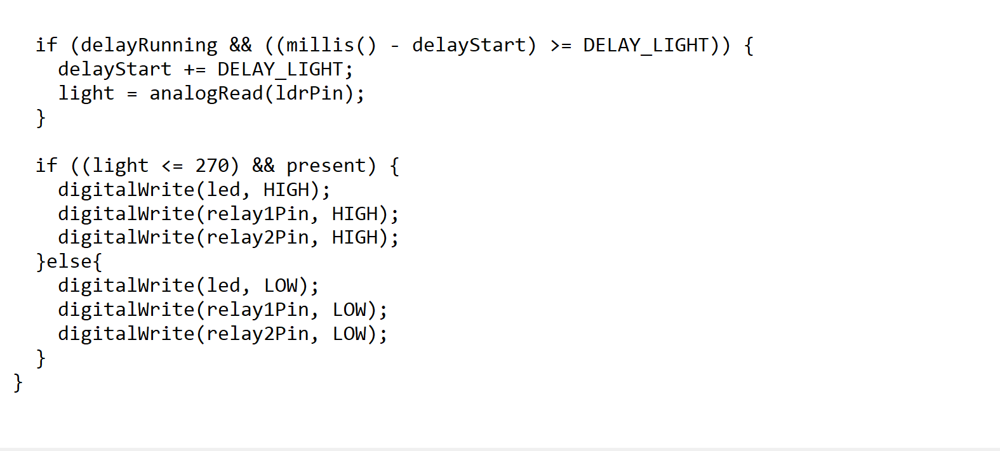 if (delayRunning && ((millis() - delayStart) >= DELAY_LIGHT)) {
delayStart += DELAY_LIGHT;
light = analogRead(ldrPin);
}
if ((light <= 270) && present) {
digitalWrite(led, HIGH);
digitalWrite(relay1Pin, HIGH);
digitalWrite(relay2Pin, HIGH);
}else{
digitalWrite(led, LOW);
digitalWrite(relay1Pin, LOW);
digitalWrite(relay2Pin, LOW);
}
}